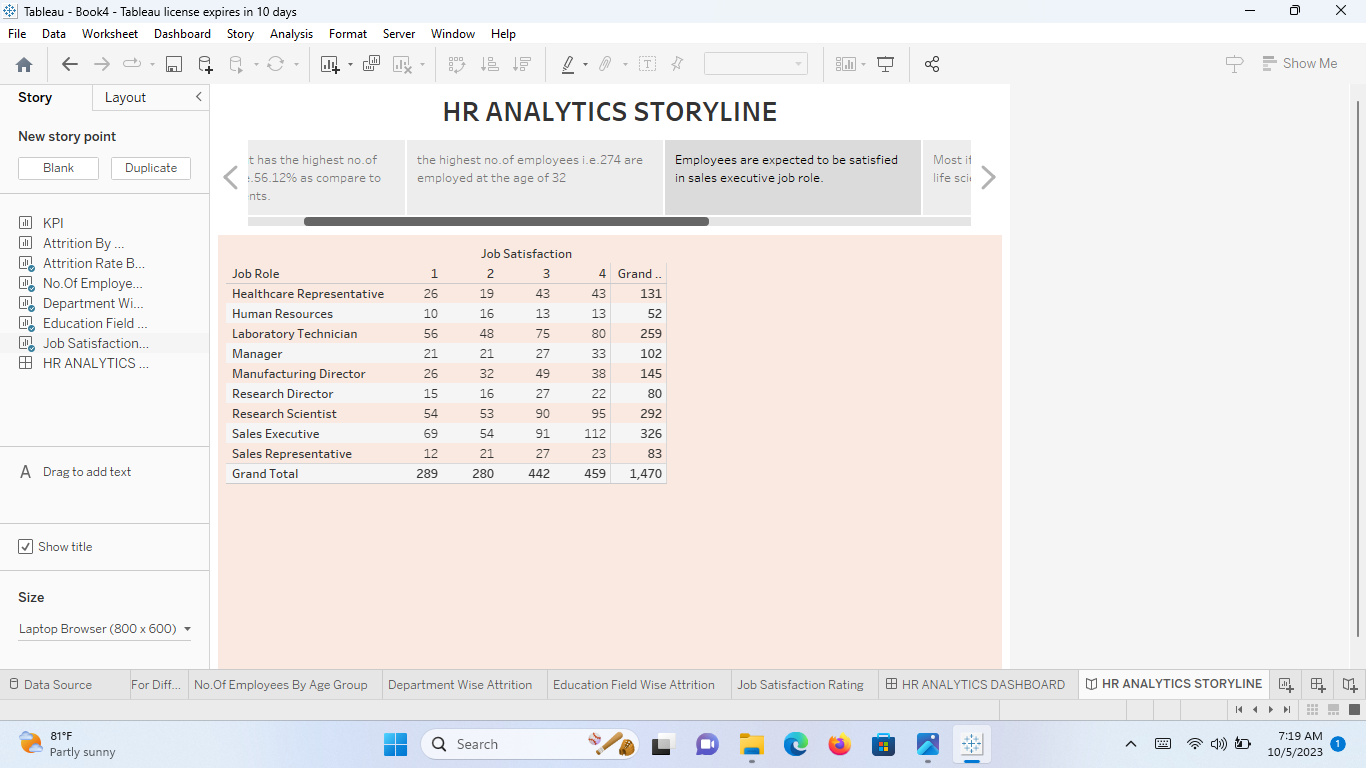 Tableau - Book4 - Tableau license expires in 10 days
File Data Worksheet Dashboard Story Analysis Format Server Window Help
Show Me
Story Layout
New story point
Blank Duplicate
KPI
Attrition By ...
Attrition Rate B...
No.Of Employe...
Department Wi...
Education Field ...
Job Satisfaction...
HR ANALYTICS ...
A Drag to add text
Show title
Size
Laptop Browser (800 x 600)
HR ANALYTICS STORYLINE
t has the highest no.of
.56.12% as compare to
nts.
the highest no.of employees i.e.274 are
employed at the age of 32
Employees are expected to be satisfied
in sales executive job role.
Most if
life sci
Job Satisfaction
Job Role 1 2 3 4 Grand ..
Healthcare Representative 26 19 43 43 131
Human Resources 10 16 13 13 52
Laboratory Technician 56 48 75 80 259
Manager 21 21 27 33 102
Manufacturing Director 26 32 49 38 145
Research Director 15 16 27 22 80
Research Scientist 54 53 90 95 292
Sales Executive 69 54 91 112 326
Sales Representative 12 21 27 23 83
Grand Total 289 280 442 459 1,470
Data Source For Diff... No.Of Employees By Age Group Department Wise Attrition Education Field Wise Attrition Job Satisfaction Rating HR ANALYTICS DASHBOARD HR ANALYTICS STORYLINE
81°F
Partly sunny
Search
7:19 AM
10/5/2023
1